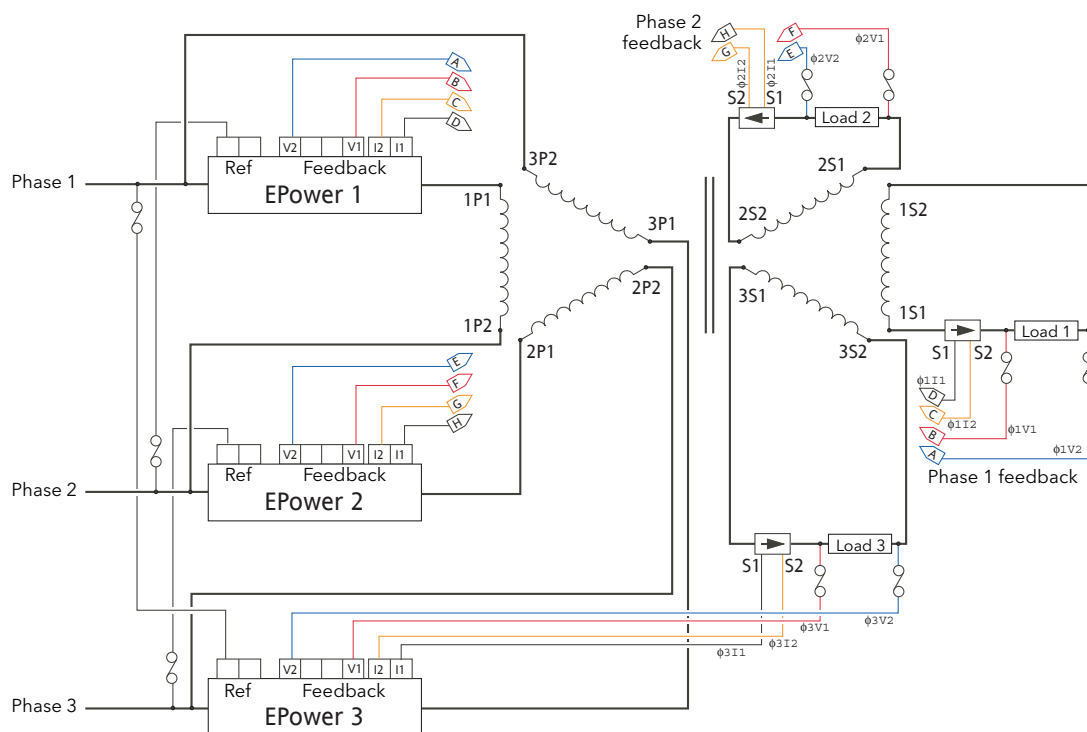 Phase 2
feedback
H
G
F
E
ϕ2I2
ϕ2I1
ϕ2V2
ϕ2V1
S2 S1
Load 2
A
B
C
D
V2 V1 I2 I1
Ref Feedback
EPower 1
Phase 1
3P2
1P1
3P1
2P2
1P2
2P1
2S1
2S2
1S2
3S1
1S1
3S2
S1 S2
Load 1
ϕ1I1
D
C
ϕ1I2
B
ϕ1V1
A
ϕ1V2
Phase 1 feedback
E
F
G
H
V2 V1 I2 I1
Ref Feedback
EPower 2
Phase 2
Load 3
S1 S2
ϕ3V2
ϕ3V1
ϕ3I2
ϕ3I1
V2 V1 I2 I1
Ref Feedback
EPower 3
Phase 3